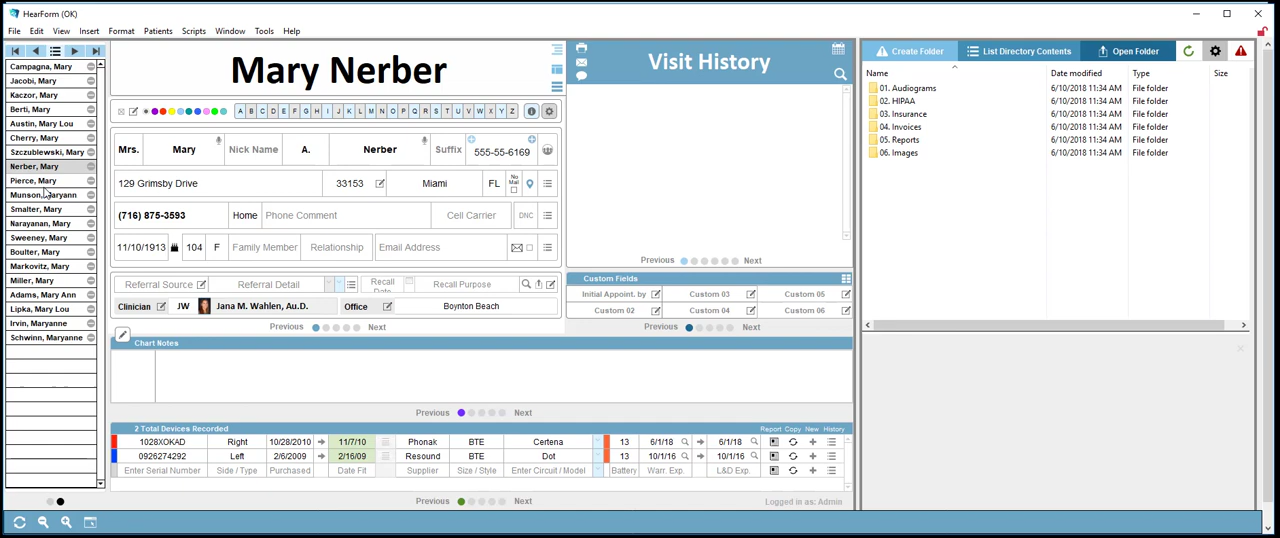 HearForm (OK)
File Edit View Insert Format Patients Scripts Window Tools Help
Campagna, Mary
Jacobi, Mary
Kaczor, Mary
Berti, Mary
Austin, Mary Lou
Cherry, Mary
Szczublewski, Mary
Nerber, Mary
Pierce, Mary
Munson, Maryann
Smalter, Mary
Narayanan, Mary
Sweeney, Mary
Boulter, Mary
Markovitz, Mary
Miller, Mary
Adams, Mary Ann
Lipka, Mary Lou
Irvin, Maryanne
Schwinn, Maryanne
Mary Nerber
A B C D E F G H I J K L M N O P Q R S T U V W X Y Z
Mrs. Mary Nick Name A. Nerber Suffix 555-55-6169
129 Grimsby Drive 33153 Miami FL No Mail
(716) 875-3593 Home Phone Comment Cell Carrier DNC
11/10/1913 104 F Family Member Relationship Email Address
Referral Source Referral Detail Recall Date Recall Purpose
Clinician JW Jana M. Wahlen, Au.D. Office Boynton Beach
Previous Next
Visit History
Previous Next
Custom Fields
Initial Appoint. by Custom 03 Custom 05
Custom 02 Custom 04 Custom 06
Previous Next
Chart Notes
Previous Next
2 Total Devices Recorded Report Copy New History
1028XOKAD Right 10/28/2010 11/7/10 Phonak BTE Certena 13 6/1/18 6/1/18
0926274292 Left 2/6/2009 2/16/09 Resound BTE Dot 13 10/1/16 10/1/16
Enter Serial Number Side / Type Purchased Date Fit Supplier Size / Style Enter Circuit / Model Battery Warr. Exp. L&D Exp.
Previous Next
Logged in as: Admin
Create Folder List Directory Contents Open Folder
Name Date modified Type Size
01. Audiograms 6/10/2018 11:34 AM File folder
02. HIPAA 6/10/2018 11:34 AM File folder
03. Insurance 6/10/2018 11:34 AM File folder
04. Invoices 6/10/2018 11:34 AM File folder
05. Reports 6/10/2018 11:34 AM File folder
06. Images 6/10/2018 11:34 AM File folder